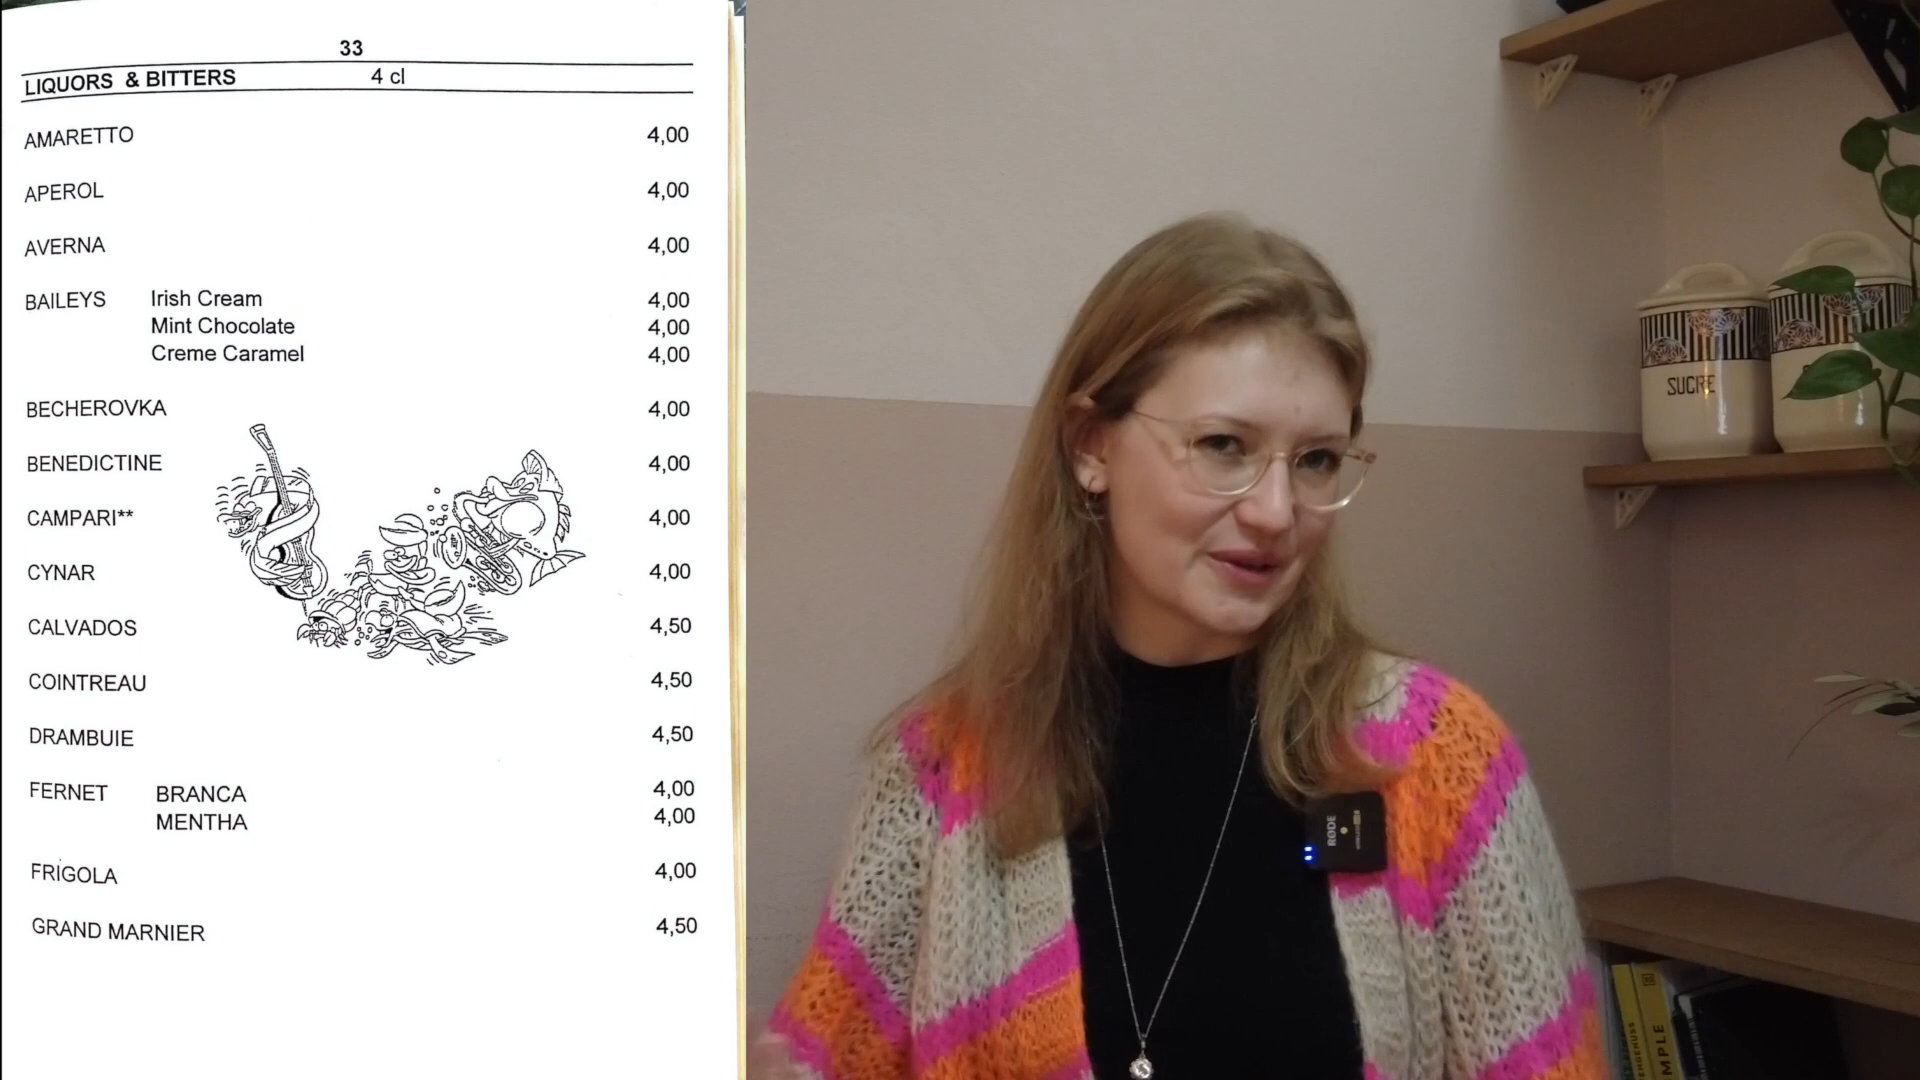 33
LIQUORS & BITTERS 4 cl
AMARETTO 4,00
APEROL 4,00
AVERNA 4,00
BAILEYS Irish Cream 4,00
Mint Chocolate 4,00
Creme Caramel 4,00
BECHEROVKA 4,00
BENEDICTINE 4,00
CAMPARI** 4,00
CYNAR 4,00
CALVADOS 4,50
COINTREAU 4,50
DRAMBUIE 4,50
FERNET BRANCA 4,00
MENTHA 4,00
FRIGOLA 4,00
GRAND MARNIER 4,50
SUCRE
RØDE
MPLE